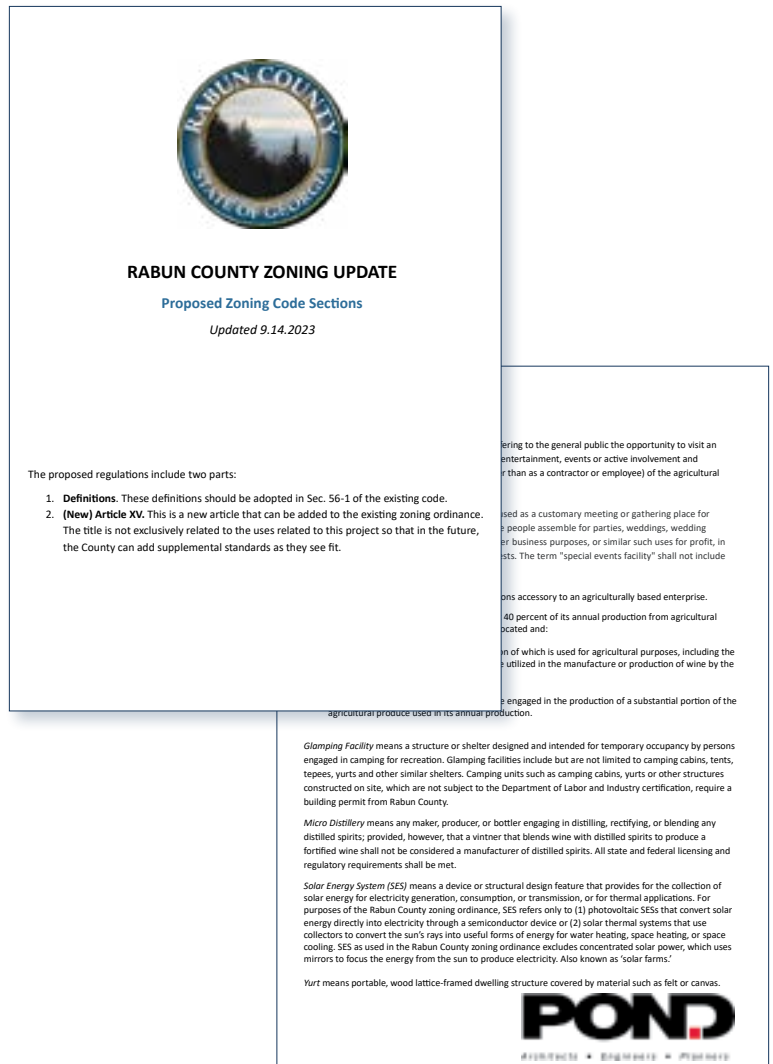 RABUN COUNTY
STATE OF GEORGIA
RABUN COUNTY ZONING UPDATE
Proposed Zoning Code Sections
Updated 9.14.2023
The proposed regulations include two parts:
1. Definitions. These definitions should be adopted in Sec. 56-1 of the existing code.
2. (New) Article XV. This is a new article that can be added to the existing zoning ordinance.
The title is not exclusively related to the uses related to this project so that in the future,
the County can add supplemental standards as they see fit.
fering to the general public the opportunity to visit an
entertainment, events or active involvement and
r than as a contractor or employee) of the agricultural
used as a customary meeting or gathering place for
e people assemble for parties, weddings, wedding
er business purposes, or similar such uses for profit, in
ests. The term "special events facility" shall not include
ons accessory to an agriculturally based enterprise.
40 percent of its annual production from agricultural
ocated and:
on of which is used for agricultural purposes, including the
e utilized in the manufacture or production of wine by the
e engaged in the production of a substantial portion of the
agricultural produce used in its annual production.
Glamping Facility means a structure or shelter designed and intended for temporary occupancy by persons
engaged in camping for recreation. Glamping facilities include but are not limited to camping cabins, tents,
tepees, yurts and other similar shelters. Camping units such as camping cabins, yurts or other structures
constructed on site, which are not subject to the Department of Labor and Industry certification, require a
building permit from Rabun County.
Micro Distillery means any maker, producer, or bottler engaging in distilling, rectifying, or blending any
distilled spirits; provided, however, that a vintner that blends wine with distilled spirits to produce a
fortified wine shall not be considered a manufacturer of distilled spirits. All state and federal licensing and
regulatory requirements shall be met.
Solar Energy System (SES) means a device or structural design feature that provides for the collection of
solar energy for electricity generation, consumption, or transmission, or for thermal applications. For
purposes of the Rabun County zoning ordinance, SES refers only to (1) photovoltaic SESs that convert solar
energy directly into electricity through a semiconductor device or (2) solar thermal systems that use
collectors to convert the sun's rays into useful forms of energy for water heating, space heating, or space
cooling. SES as used in the Rabun County zoning ordinance excludes concentrated solar power, which uses
mirrors to focus the energy from the sun to produce electricity. Also known as 'solar farms.'
Yurt means portable, wood lattice-framed dwelling structure covered by material such as felt or canvas.
POND
Architects • Engineers • Planners